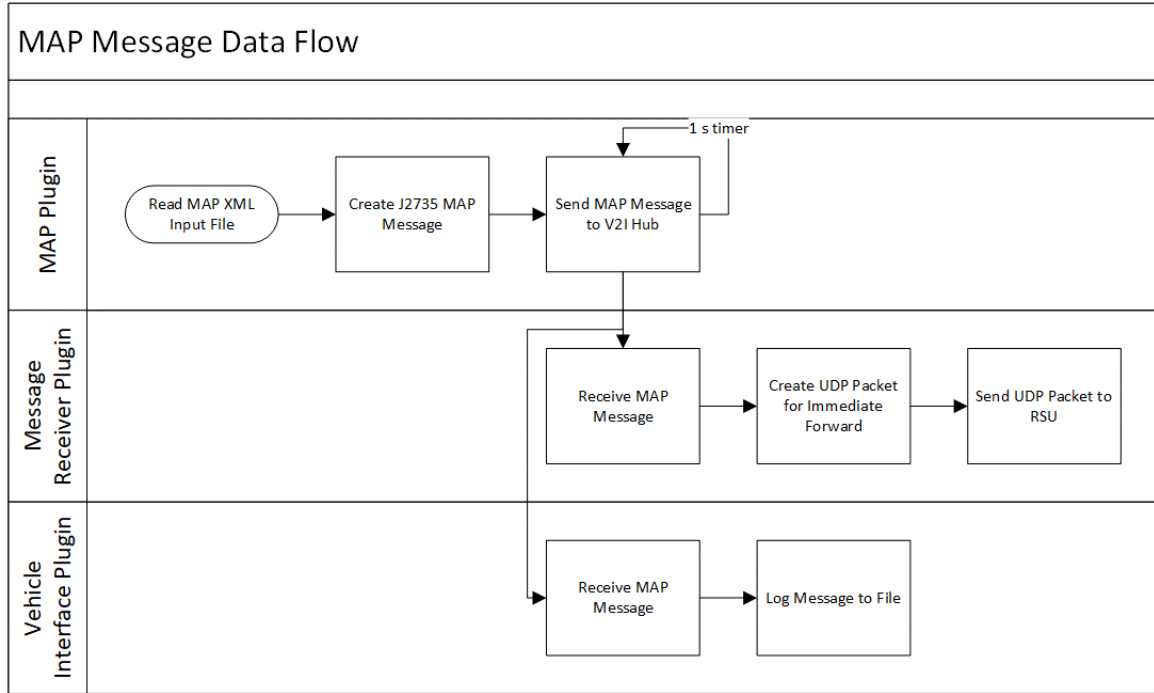 MAP Message Data Flow
MAP Plugin
1 s timer
Read MAP XML
Input File
Create J2735 MAP
Message
Send MAP Message
to V2I Hub
Message
Receiver Plugin
Receive MAP
Message
Create UDP Packet
for Immediate
Forward
Send UDP Packet to
RSU
Vehicle
Interface Plugin
Receive MAP
Message
Log Message to File